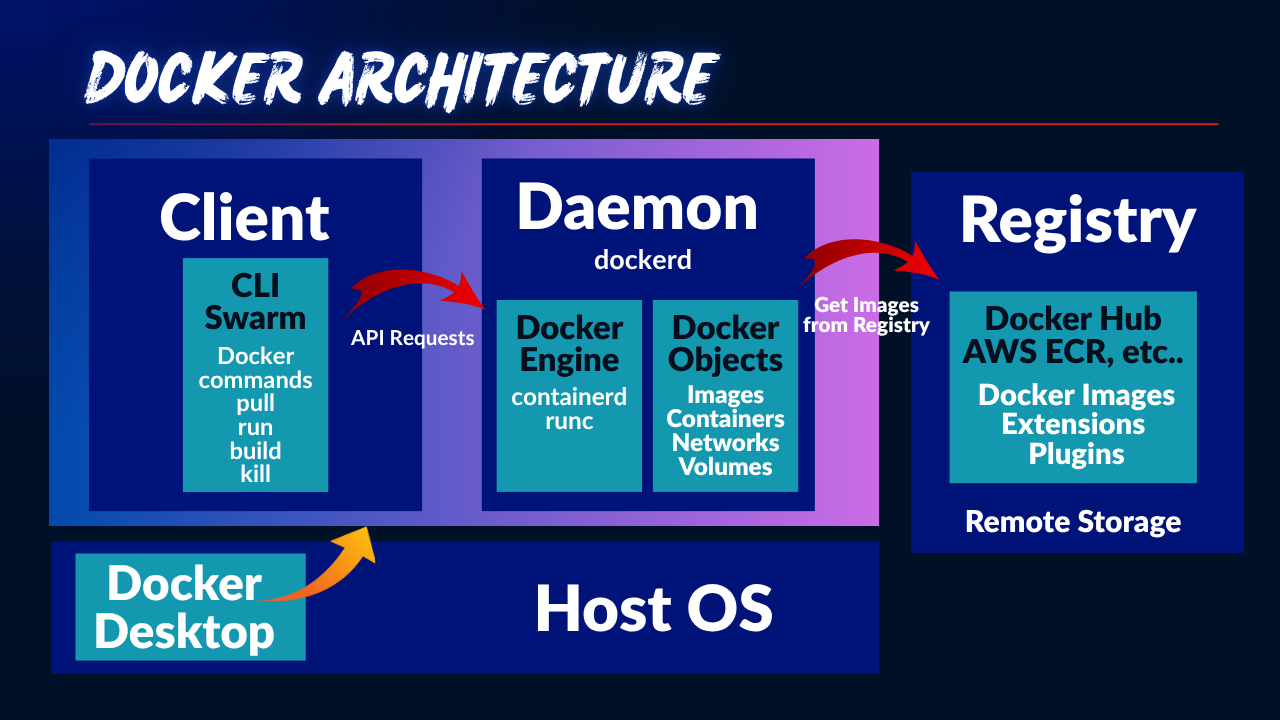 DOCKER ARCHITECTURE
Client
CLI
Swarm
Docker
commands
pull
run
build
kill
API Requests
Daemon
dockerd
Docker
Engine
containerd
runc
Docker
Objects
Images
Containers
Networks
Volumes
Get Images
from Registry
Registry
Docker Hub
AWS ECR, etc..
Docker Images
Extensions
Plugins
Remote Storage
Docker
Desktop
Host OS